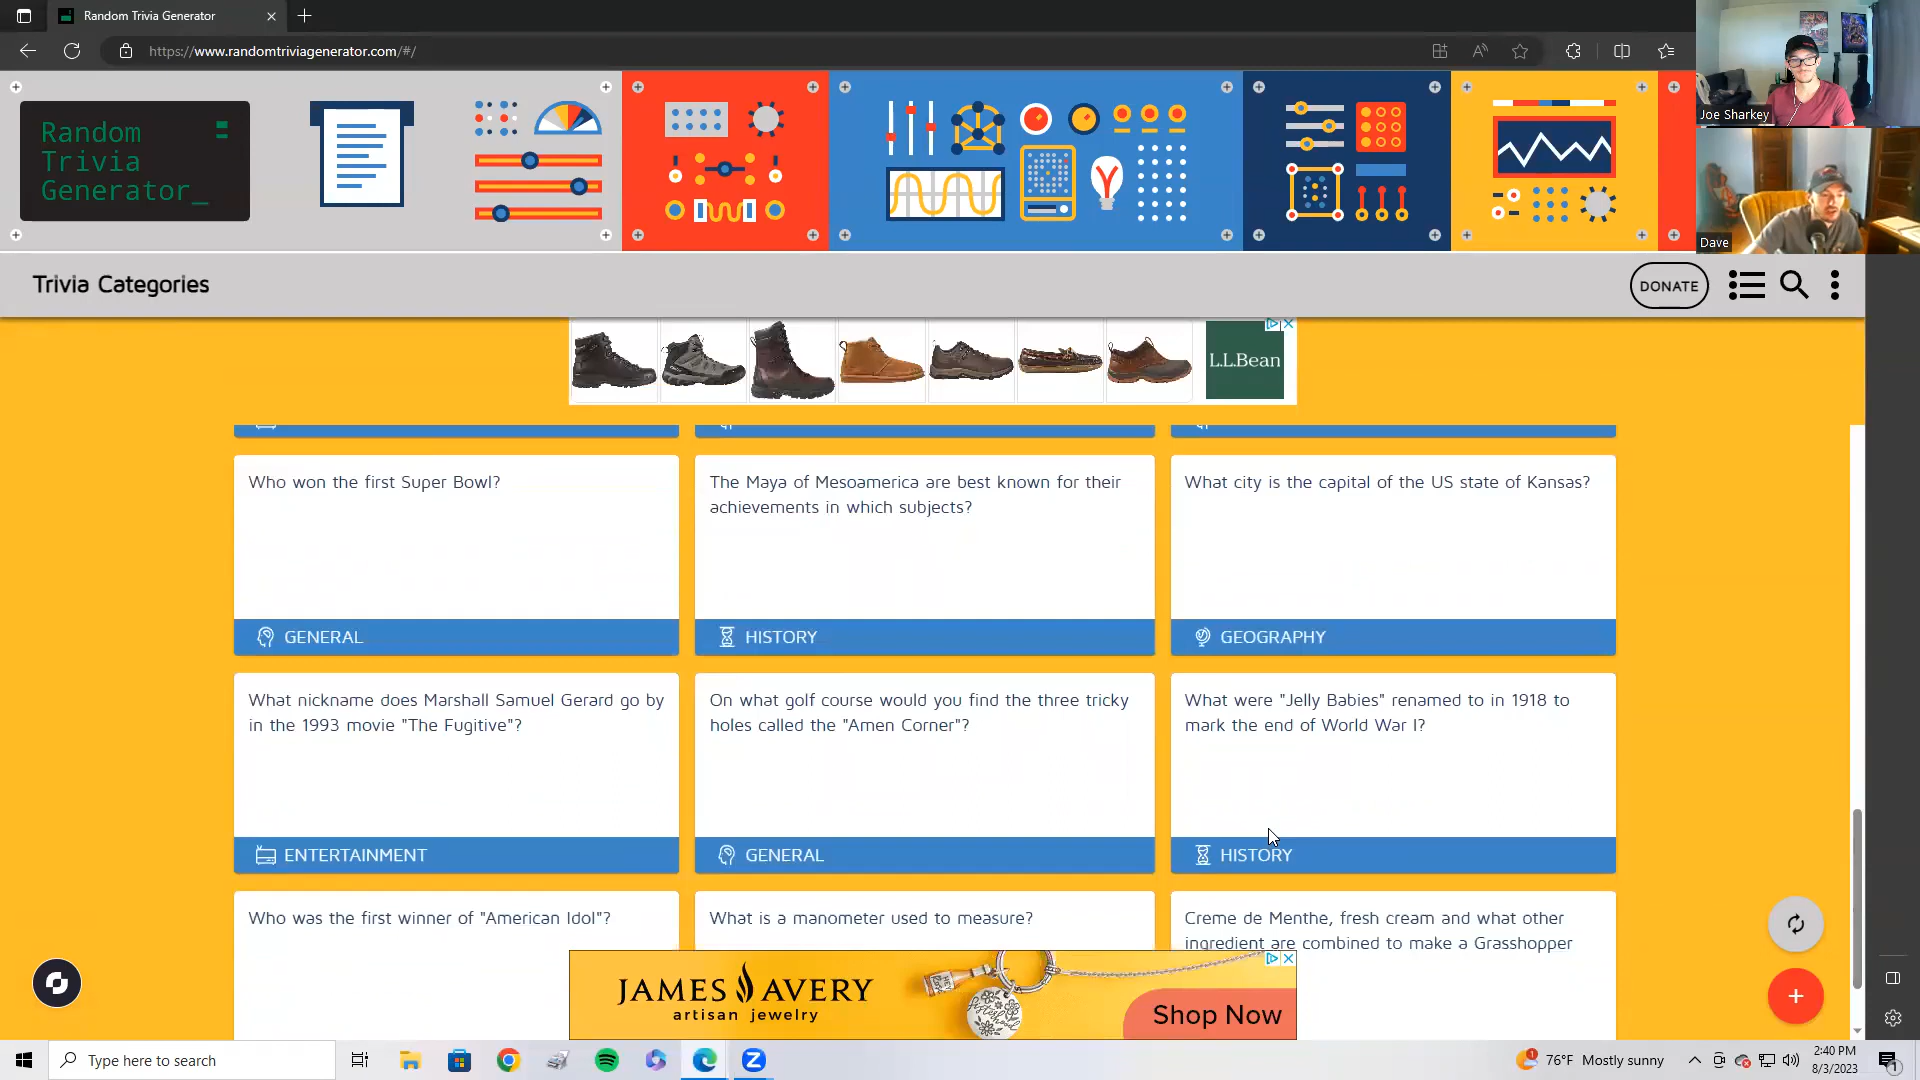 Random Trivia Generator
https://www.randomtriviagenerator.com/#/
Random
Trivia
Generator_
Joe Sharkey
Dave
Trivia Categories
DONATE
L.L.Bean
Who won the first Super Bowl?
GENERAL
The Maya of Mesoamerica are best known for their
achievements in which subjects?
HISTORY
What city is the capital of the US state of Kansas?
GEOGRAPHY
What nickname does Marshall Samuel Gerard go by
in the 1993 movie "The Fugitive"?
ENTERTAINMENT
On what golf course would you find the three tricky
holes called the "Amen Corner"?
GENERAL
What were "Jelly Babies" renamed to in 1918 to
mark the end of World War I?
HISTORY
Who was the first winner of "American Idol"?
What is a manometer used to measure?
Creme de Menthe, fresh cream and what other
ingredient are combined to make a Grasshopper
JAMES AVERY
artisan jewelry
Shop Now
Type here to search
76°F Mostly sunny
2:40 PM
8/3/2023